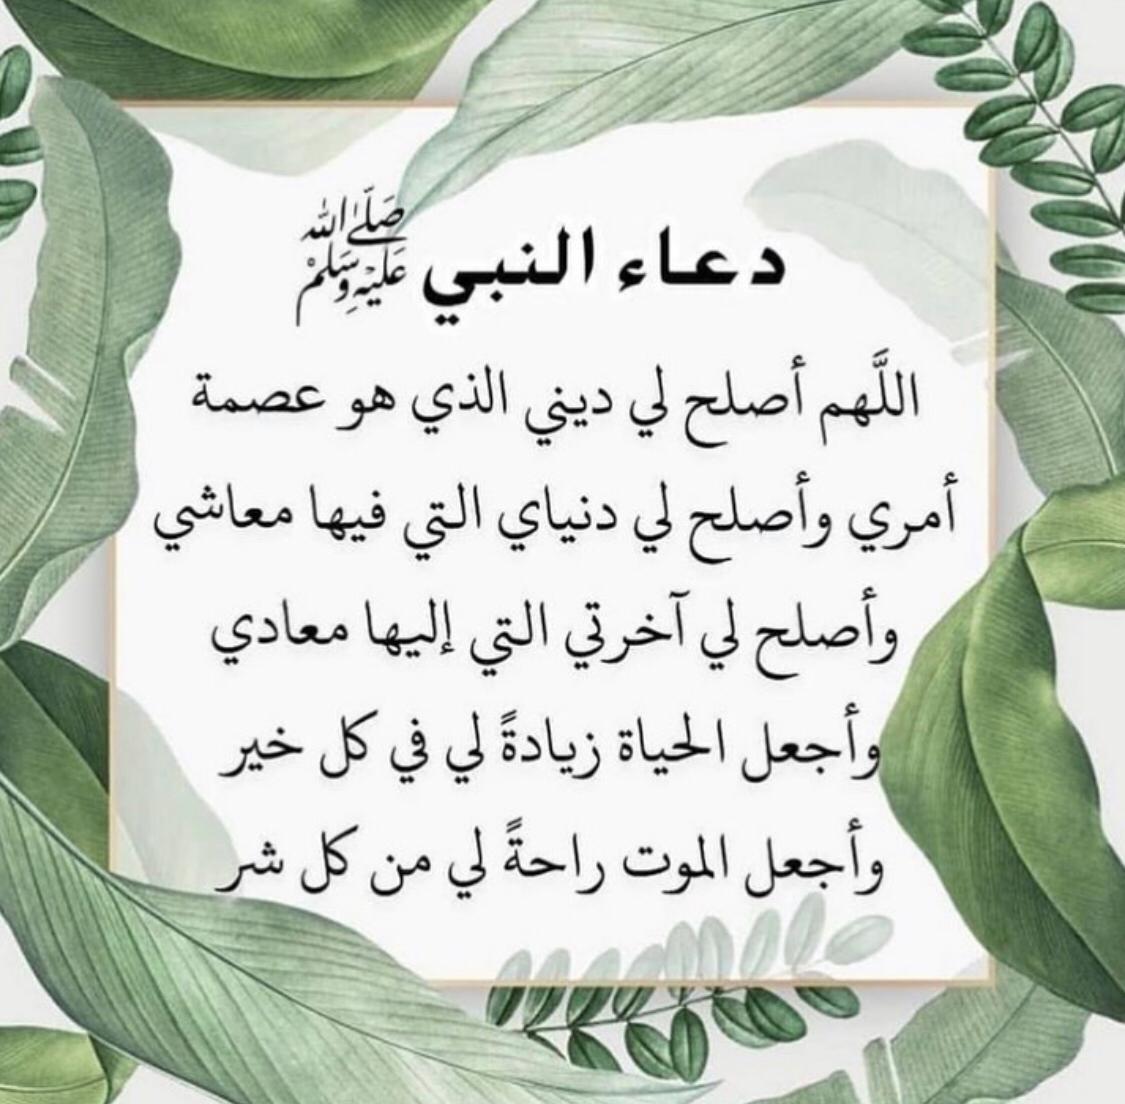 دعاء النبي ﷺ
اللَّهم أصلح لي ديني الذي هو عصمة
أمري وأصلح لي دنياي التي فيها معاشي
وأصلح لي آخرتي التي إليها معادي
وأجعل الحياة زيادةً لي في كل خير
وأجعل الموت راحةً لي من كل شر